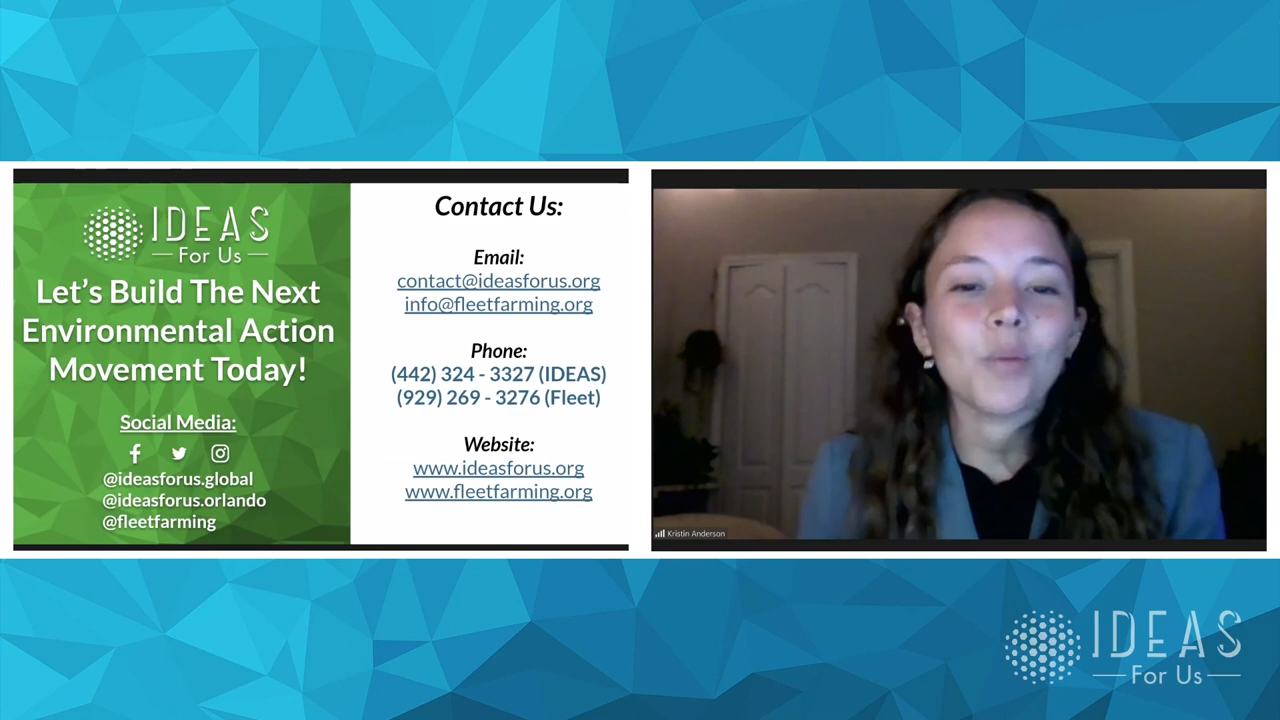 IDEAS
For Us
Let's Build The Next
Environmental Action
Movement Today!
Social Media:
@ideasforus.global
@ideasforus.orlando
@fleetfarming
Contact Us:
Email:
contact@ideasforus.org
info@fleetfarming.org
Phone:
(442) 324 - 3327 (IDEAS)
(929) 269 - 3276 (Fleet)
Website:
www.ideasforus.org
www.fleetfarming.org
Kristin Anderson
IDEAS
For Us